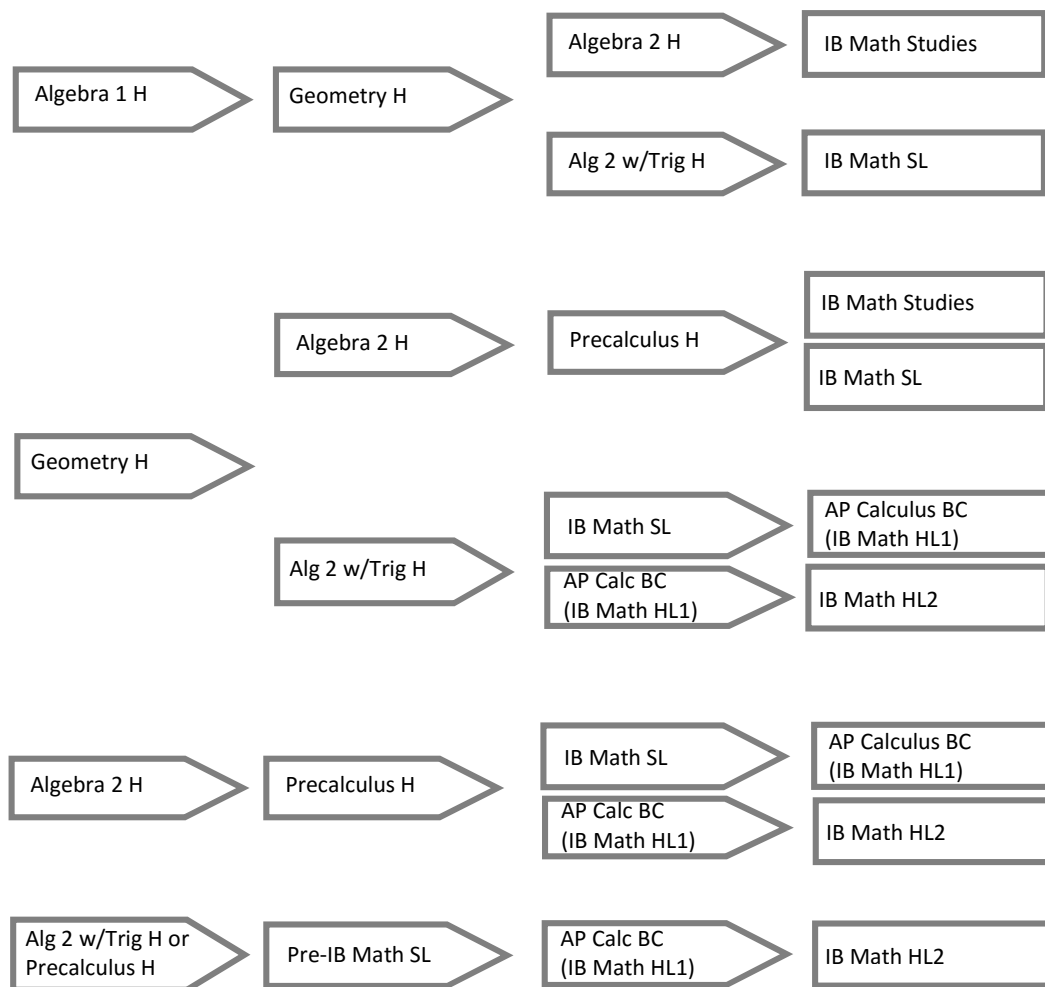 Algebra 2 H
IB Math Studies
Algebra 1 H
Geometry H
Alg 2 w/Trig H
IB Math SL
IB Math Studies
Algebra 2 H
Precalculus H
IB Math SL
Geometry H
IB Math SL
AP Calculus BC
(IB Math HL1)
Alg 2 w/Trig H
AP Calc BC
(IB Math HL1)
IB Math HL2
Algebra 2 H
Precalculus H
IB Math SL
AP Calculus BC
(IB Math HL1)
AP Calc BC
(IB Math HL1)
IB Math HL2
Alg 2 w/Trig H or
Precalculus H
Pre-IB Math SL
AP Calc BC
(IB Math HL1)
IB Math HL2